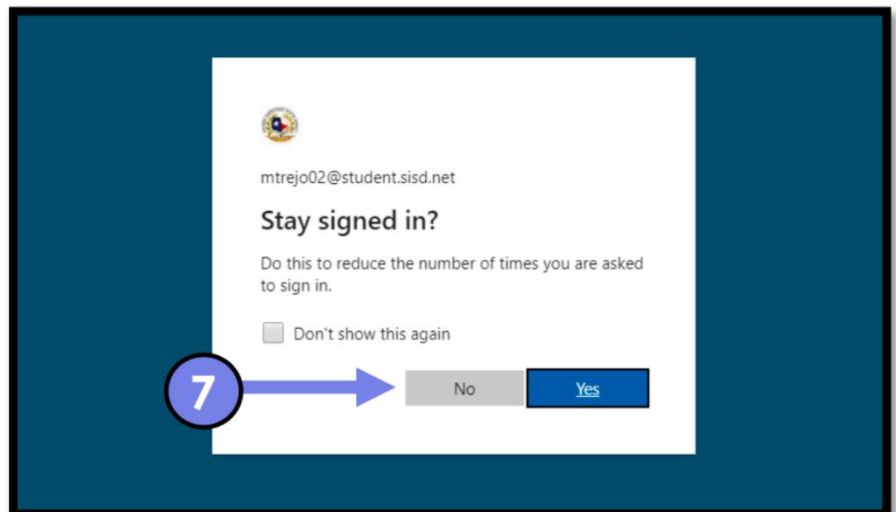 mtrejo02@student.sisd.net
Stay signed in?
Do this to reduce the number of times you are asked
to sign in.
Don't show this again
7
No
Yes